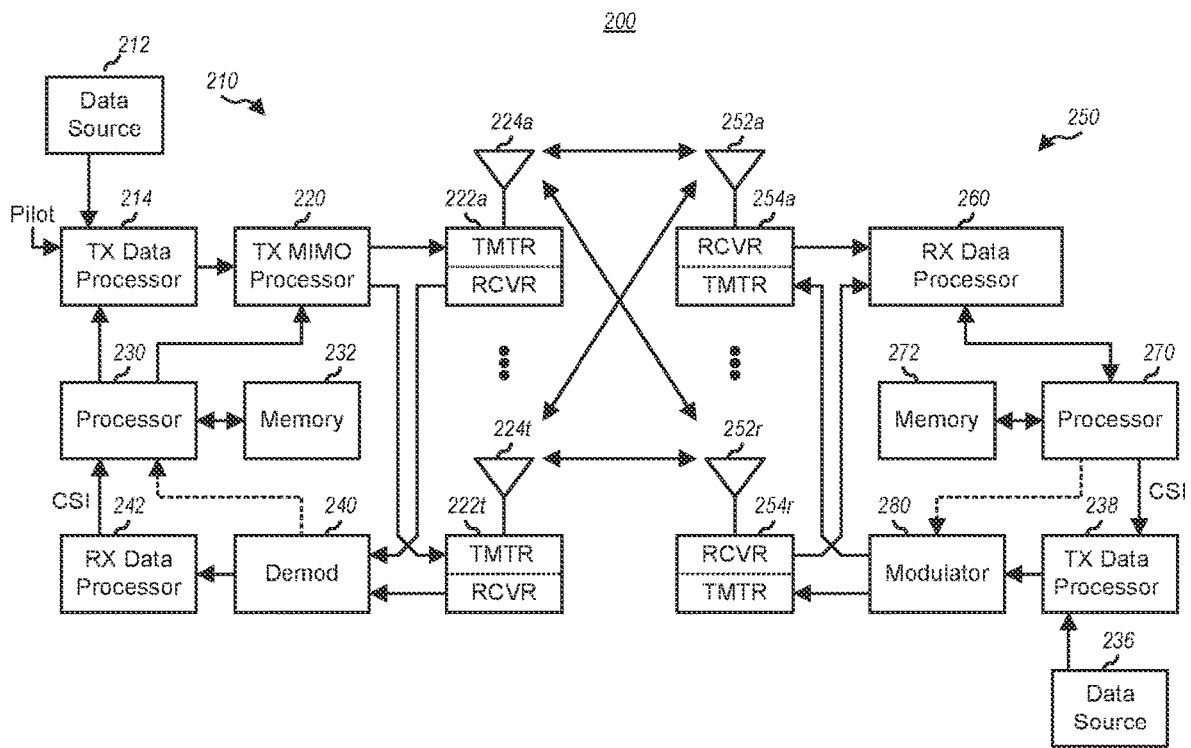 200
212
Data
Source
210
224a
252a
250
Pilot
214
TX Data
Processor
220
TX MIMO
Processor
222a
TMTR
RCVR
254a
RCVR
TMTR
260
RX Data
Processor
230
Processor
232
Memory
272
Memory
270
Processor
224t
252r
CSI
242
RX Data
Processor
240
Demod
222t
TMTR
RCVR
254r
RCVR
TMTR
280
Modulator
CSI
238
TX Data
Processor
236
Data
Source